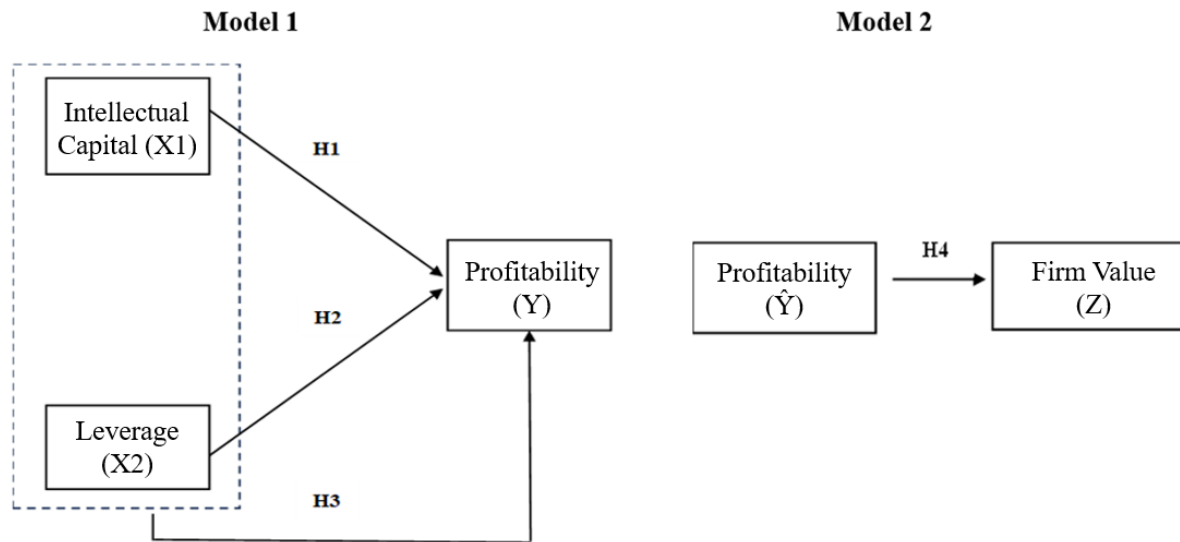 Model 1
Model 2
Intellectual
Capital (X1)
H1
Profitability
(Y)
H2
Leverage
(X2)
H3
Profitability
(Ŷ)
H4
Firm Value
(Z)